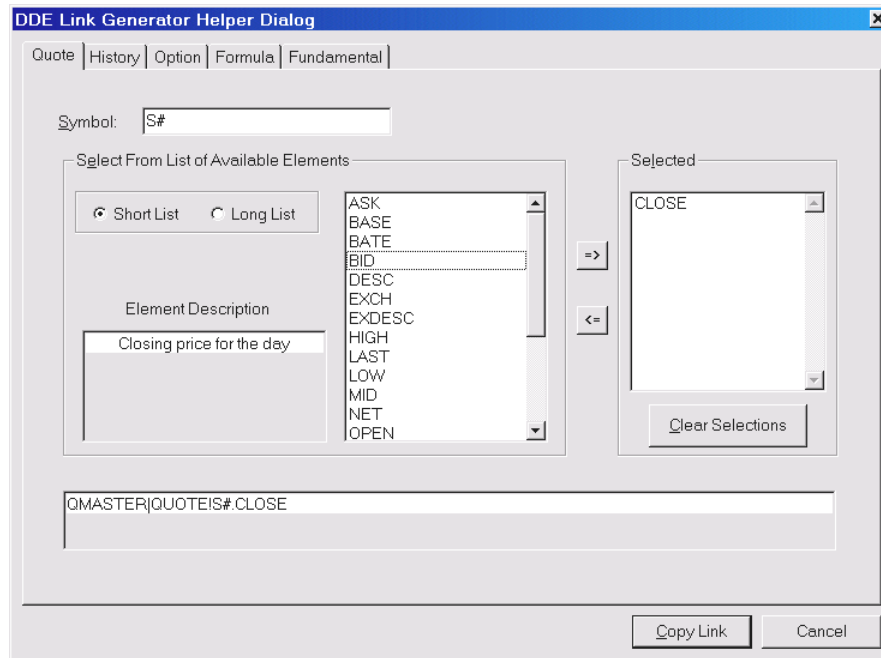 DDE Link Generator Helper Dialog
Quote History Option Formula Fundamental
Symbol: S#
Select From List of Available Elements
Short List Long List
ASK
BASE
BATE
BID
DESC
EXCH
EXDESC
HIGH
LAST
LOW
MID
NET
OPEN
Element Description
Closing price for the day
=>
<=
Selected
CLOSE
Clear Selections
QMASTER|QUOTE!S#.CLOSE
Copy Link Cancel